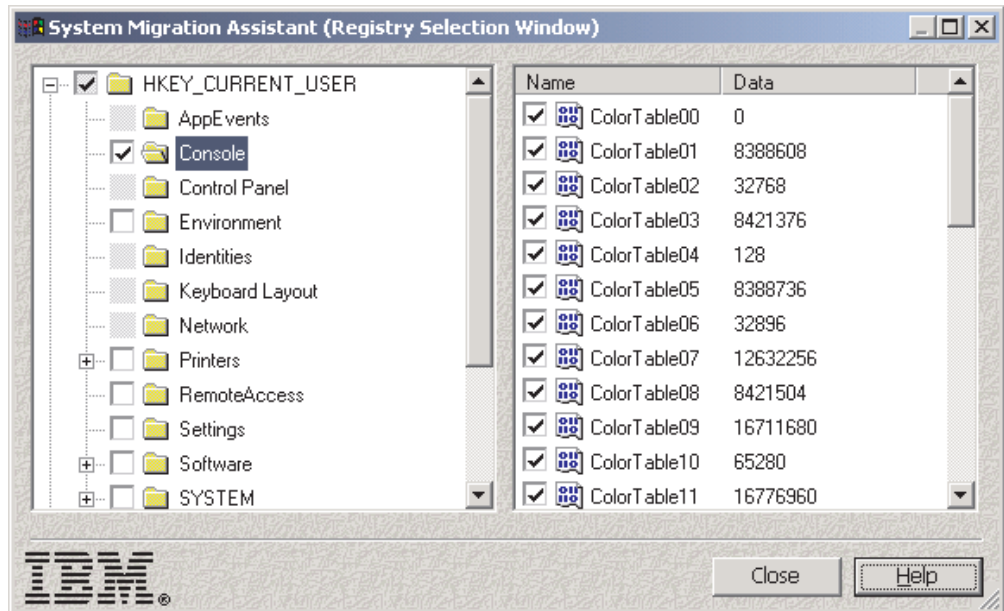 System Migration Assistant (Registry Selection Window)
HKEY_CURRENT_USER
AppEvents
Console
Control Panel
Environment
Identities
Keyboard Layout
Network
Printers
RemoteAccess
Settings
Software
SYSTEM
Name Data
ColorTable00 0
ColorTable01 8388608
ColorTable02 32768
ColorTable03 8421376
ColorTable04 128
ColorTable05 8388736
ColorTable06 32896
ColorTable07 12632256
ColorTable08 8421504
ColorTable09 16711680
ColorTable10 65280
ColorTable11 16776960
IBM®
Close Help